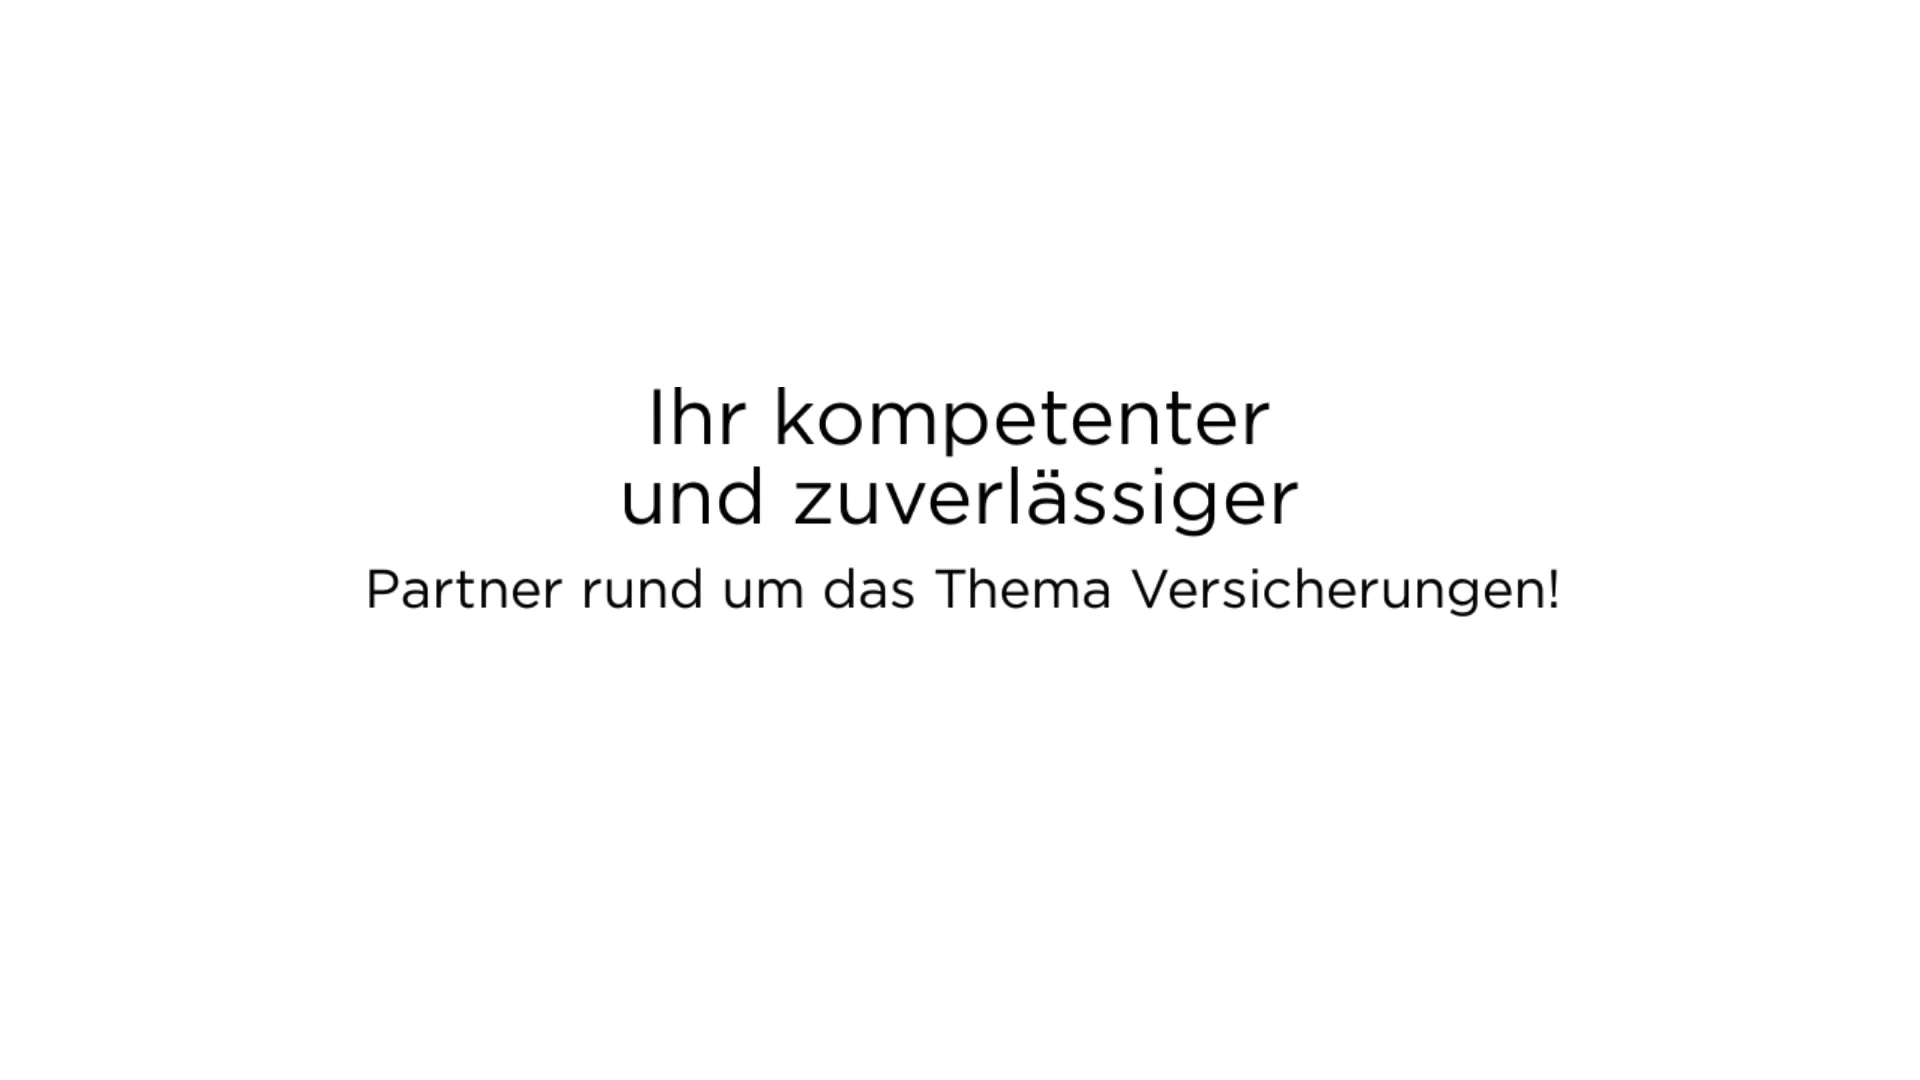 Ihr kompetenter
und zuverlässiger
Partner rund um das Thema Versicherungen!